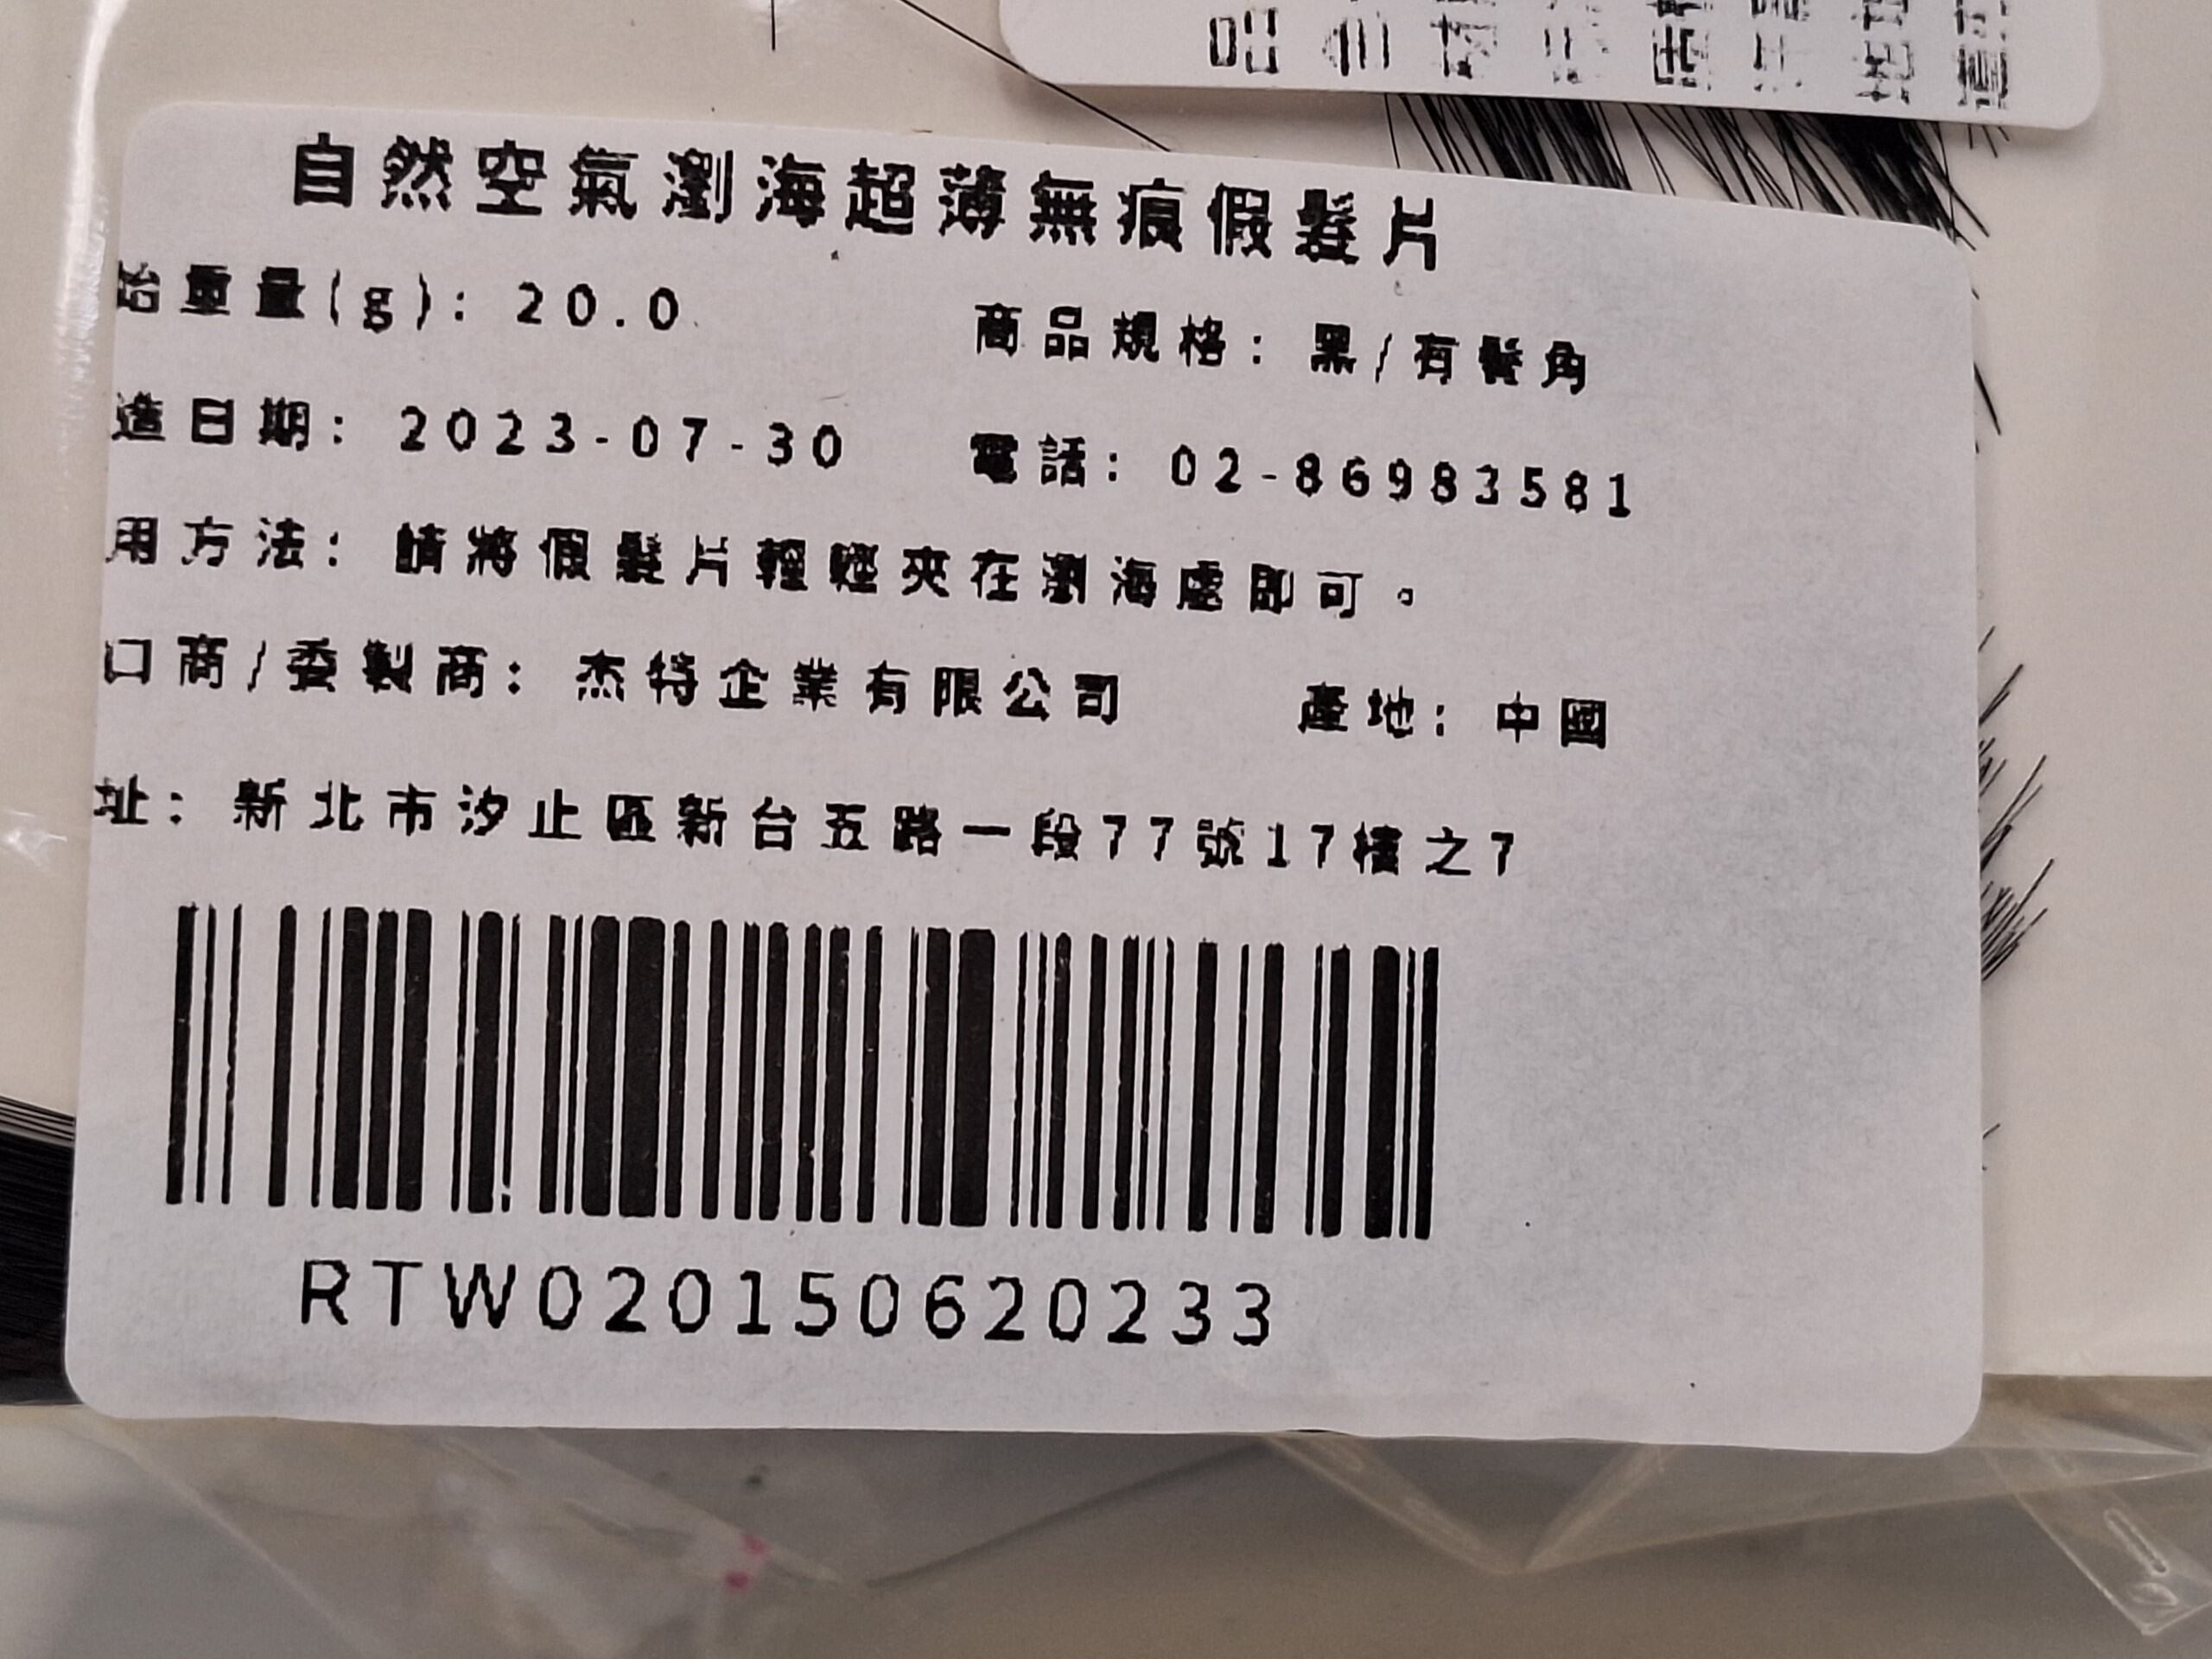 自然空氣瀏海超薄無痕假髮片
始重量(g): 20.0 商品規格: 黑/有鬢角
造日期: 2023-07-30 電話: 02-86983581
用方法: 請將假髮片輕輕夾在瀏海處即可。
口商/委製商: 杰特企業有限公司 產地: 中國
址: 新北市汐止區新台五路一段77號17樓之7
RTW020150620233